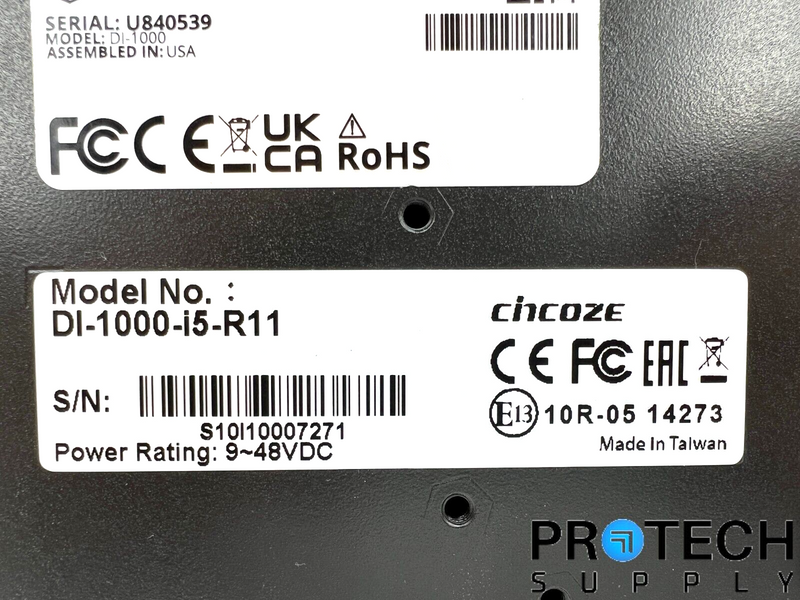 SERIAL: U840539
MODEL: DI-1000
ASSEMBLED IN: USA
FC CE UK CA RoHS
Model No. :
DI-1000-i5-R11
cincoze
CE FC EAC
S/N:
S10I10007271
E13 10R-05 14273
Power Rating: 9~48VDC
Made In Taiwan
PROTECH
SUPPLY